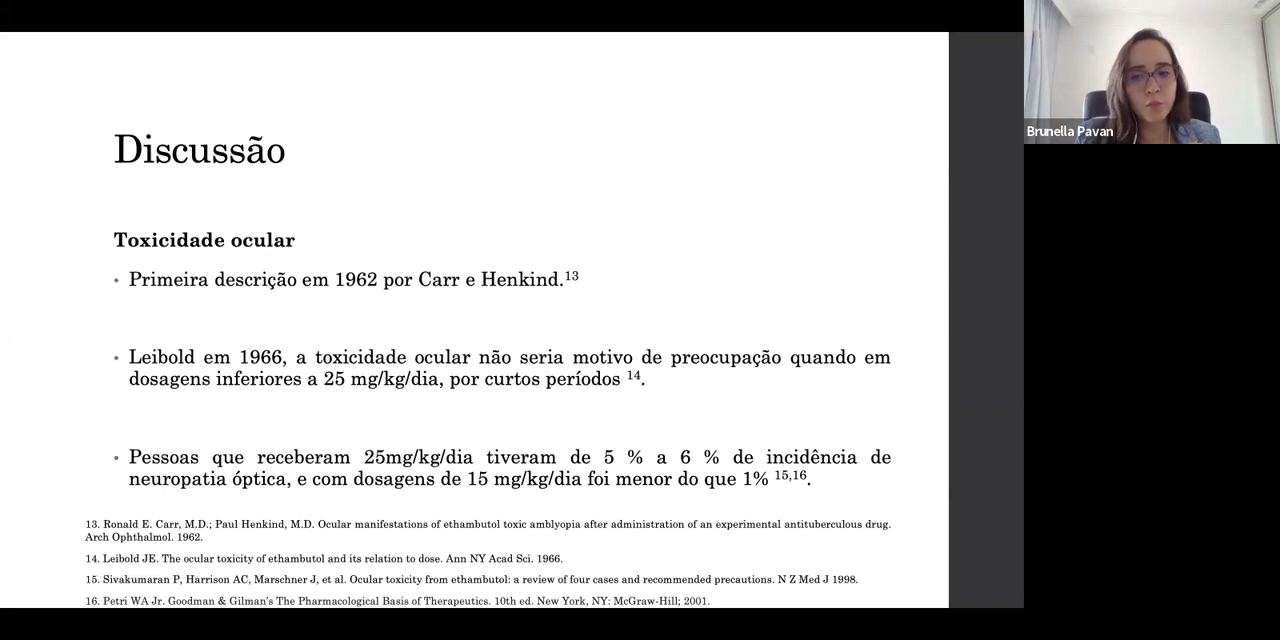 Discussão
Toxicidade ocular
• Primeira descrição em 1962 por Carr e Henkind.¹³
• Leibold em 1966, a toxicidade ocular não seria motivo de preocupação quando em
dosagens inferiores a 25 mg/kg/dia, por curtos períodos ¹⁴.
• Pessoas que receberam 25mg/kg/dia tiveram de 5 % a 6 % de incidência de
neuropatia óptica, e com dosagens de 15 mg/kg/dia foi menor do que 1% ¹⁵,¹⁶.
13. Ronald E. Carr, M.D.; Paul Henkind, M.D. Ocular manifestations of ethambutol toxic amblyopia after administration of an experimental antituberculous drug.
Arch Ophthalmol. 1962.
14. Leibold JE. The ocular toxicity of ethambutol and its relation to dose. Ann NY Acad Sci. 1966.
15. Sivakumaran P, Harrison AC, Marschner J, et al. Ocular toxicity from ethambutol: a review of four cases and recommended precautions. N Z Med J 1998.
16. Petri WA Jr. Goodman & Gilman's The Pharmacological Basis of Therapeutics. 10th ed. New York, NY: McGraw-Hill; 2001.
Brunella Pavan